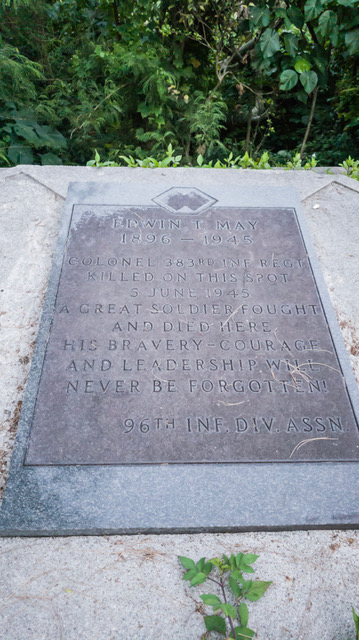 EDWIN T MAY
1896 - 1945
COLONEL 383RD INF REGT
KILLED ON THIS SPOT
5 JUNE 1945
A GREAT SOLDIER FOUGHT
AND DIED HERE.
HIS BRAVERY-COURAGE
AND LEADERSHIP WILL
NEVER BE FORGOTTEN!
96TH INF. DIV. ASSN.